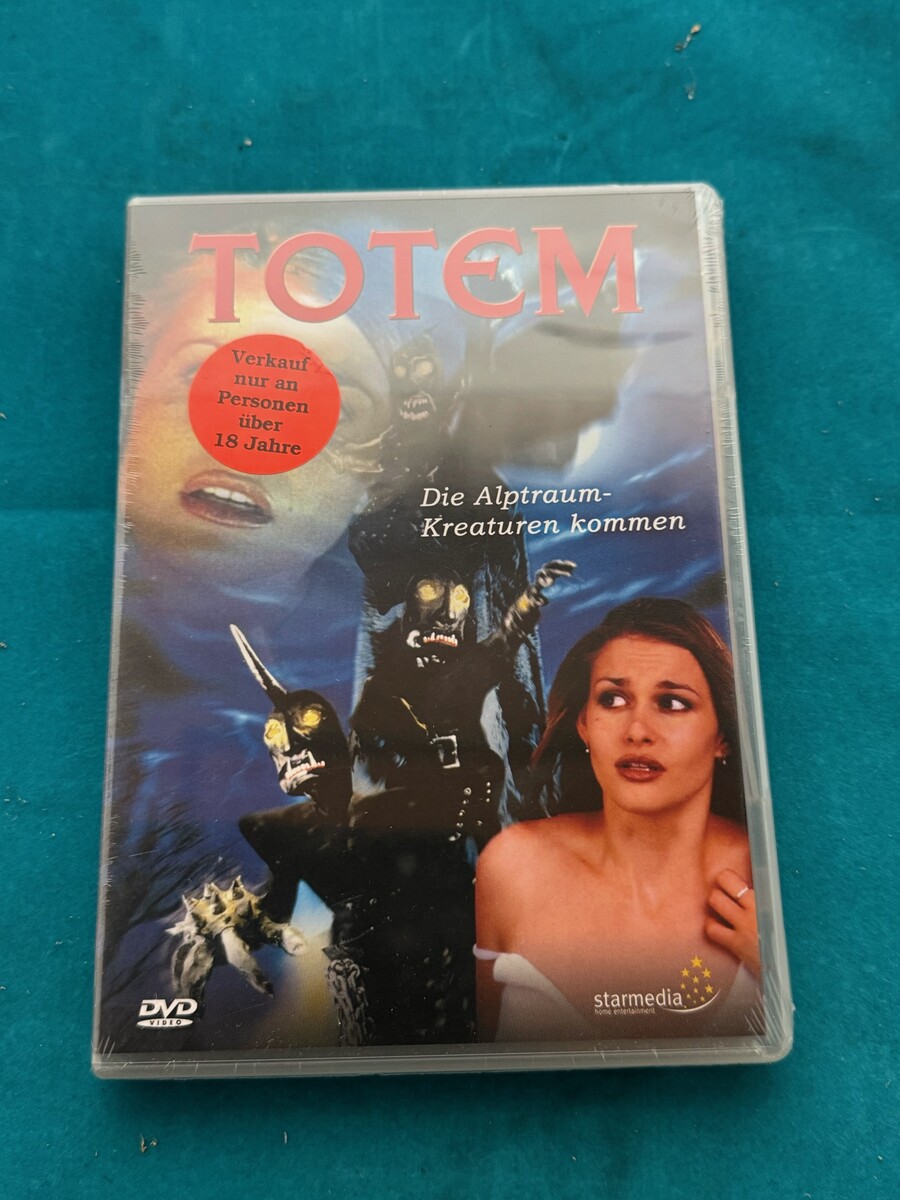 TOTEM
Verkauf
nur an
Personen
über
18 Jahre
Die Alptraum-
Kreaturen kommen
DVD
VIDEO
starmedia
home entertainment